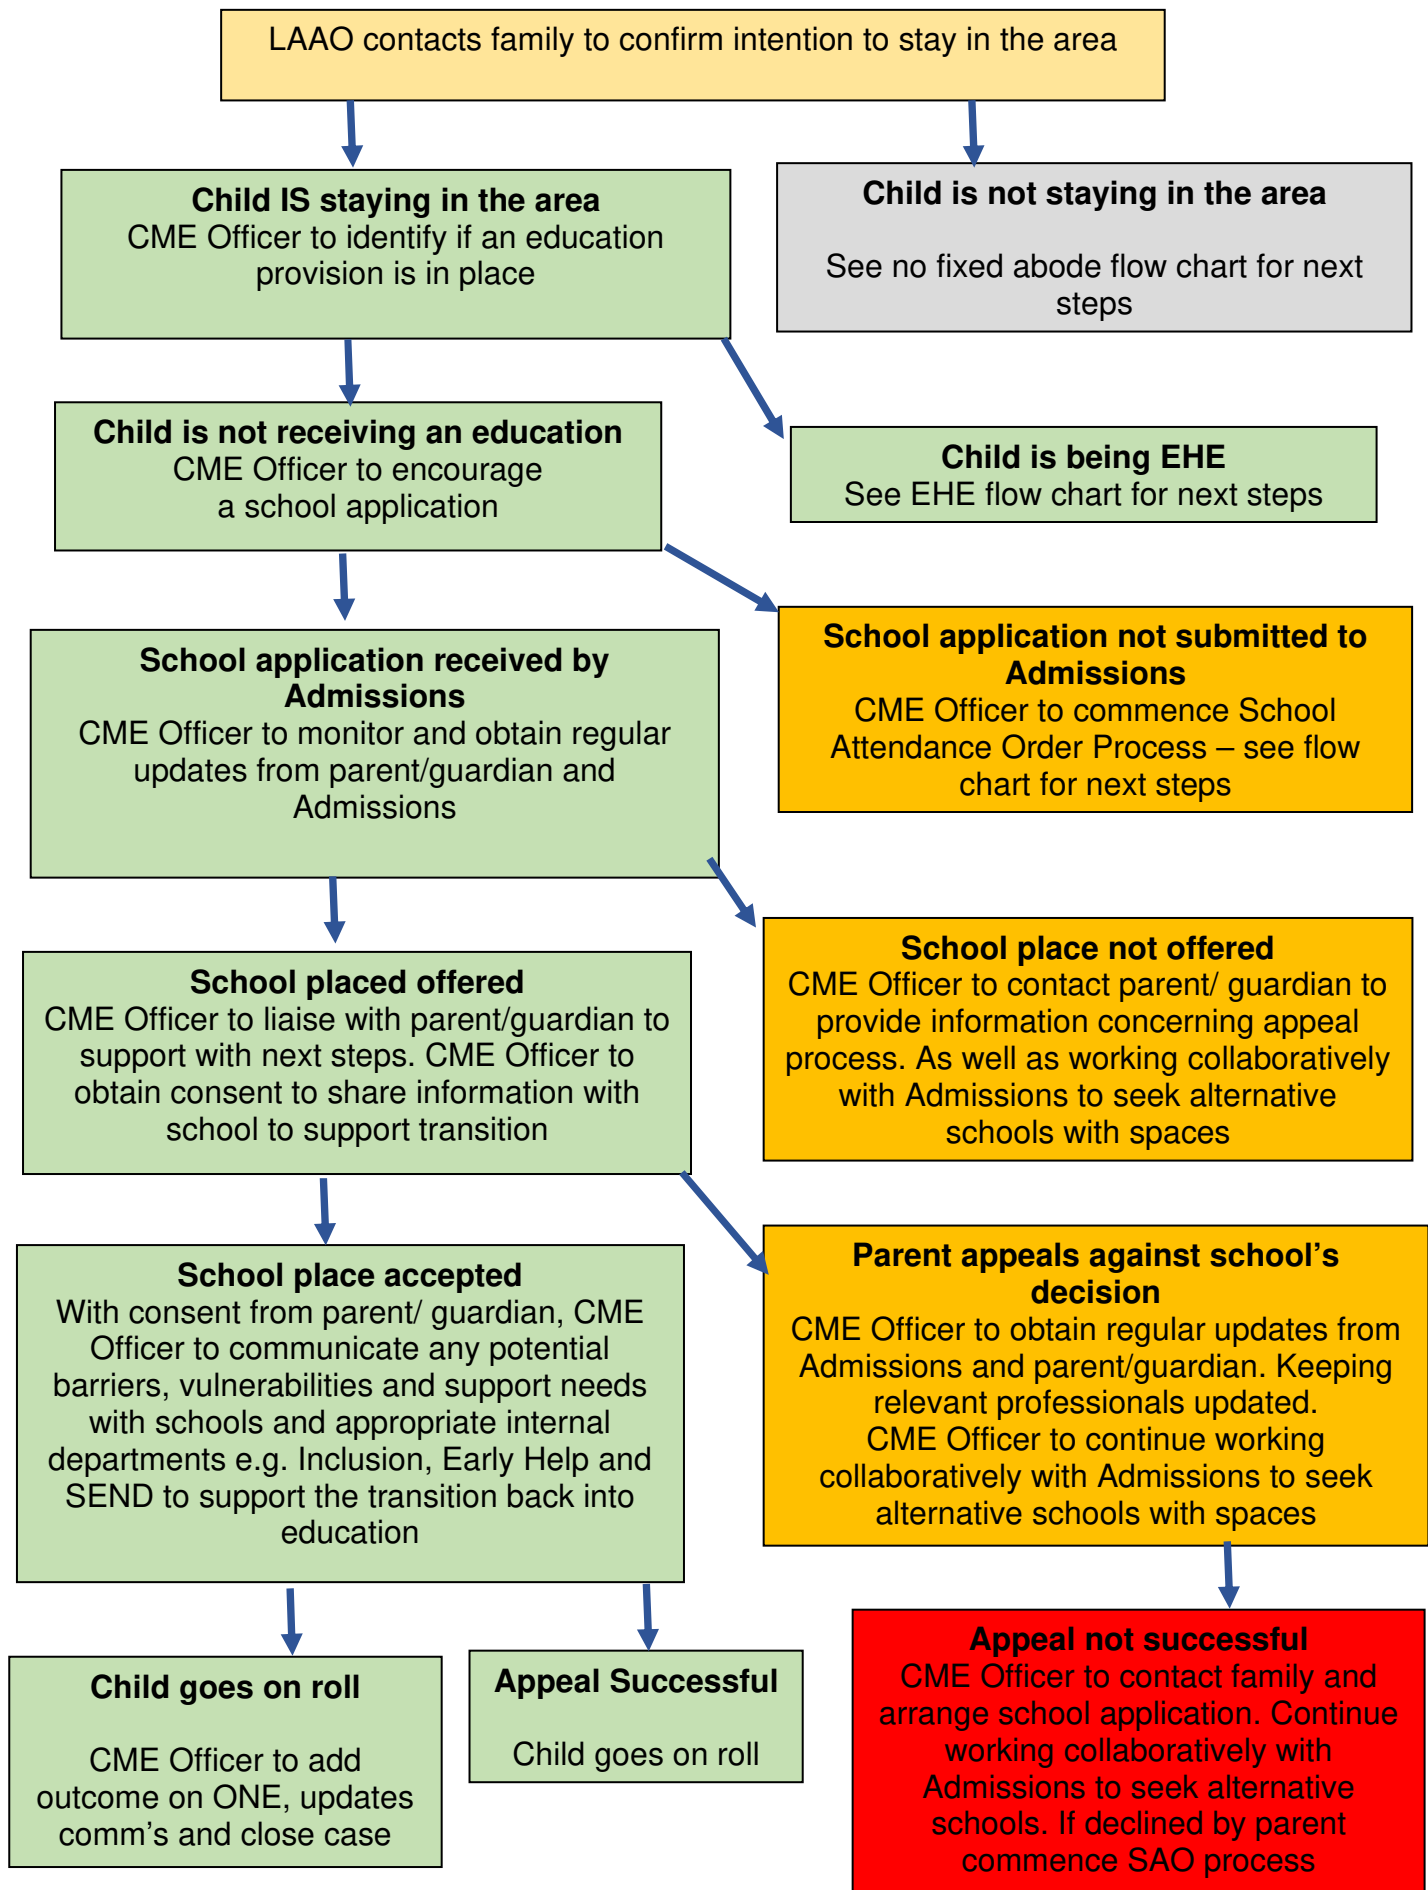 LAAO contacts family to confirm intention to stay in the area
Child IS staying in the area
CME Officer to identify if an education
provision is in place
Child is not staying in the area
See no fixed abode flow chart for next
steps
Child is not receiving an education
CME Officer to encourage
a school application
Child is being EHE
See EHE flow chart for next steps
School application received by
Admissions
CME Officer to monitor and obtain regular
updates from parent/guardian and
Admissions
School application not submitted to
Admissions
CME Officer to commence School
Attendance Order Process – see flow
chart for next steps
School placed offered
CME Officer to liaise with parent/guardian to
support with next steps. CME Officer to
obtain consent to share information with
school to support transition
School place not offered
CME Officer to contact parent/ guardian to
provide information concerning appeal
process. As well as working collaboratively
with Admissions to seek alternative
schools with spaces
School place accepted
With consent from parent/ guardian, CME
Officer to communicate any potential
barriers, vulnerabilities and support needs
with schools and appropriate internal
departments e.g. Inclusion, Early Help and
SEND to support the transition back into
education
Parent appeals against school’s
decision
CME Officer to obtain regular updates from
Admissions and parent/guardian. Keeping
relevant professionals updated.
CME Officer to continue working
collaboratively with Admissions to seek
alternative schools with spaces
Child goes on roll
CME Officer to add
outcome on ONE, updates
comm’s and close case
Appeal Successful
Child goes on roll
Appeal not successful
CME Officer to contact family and
arrange school application. Continue
working collaboratively with
Admissions to seek alternative
schools. If declined by parent
commence SAO process